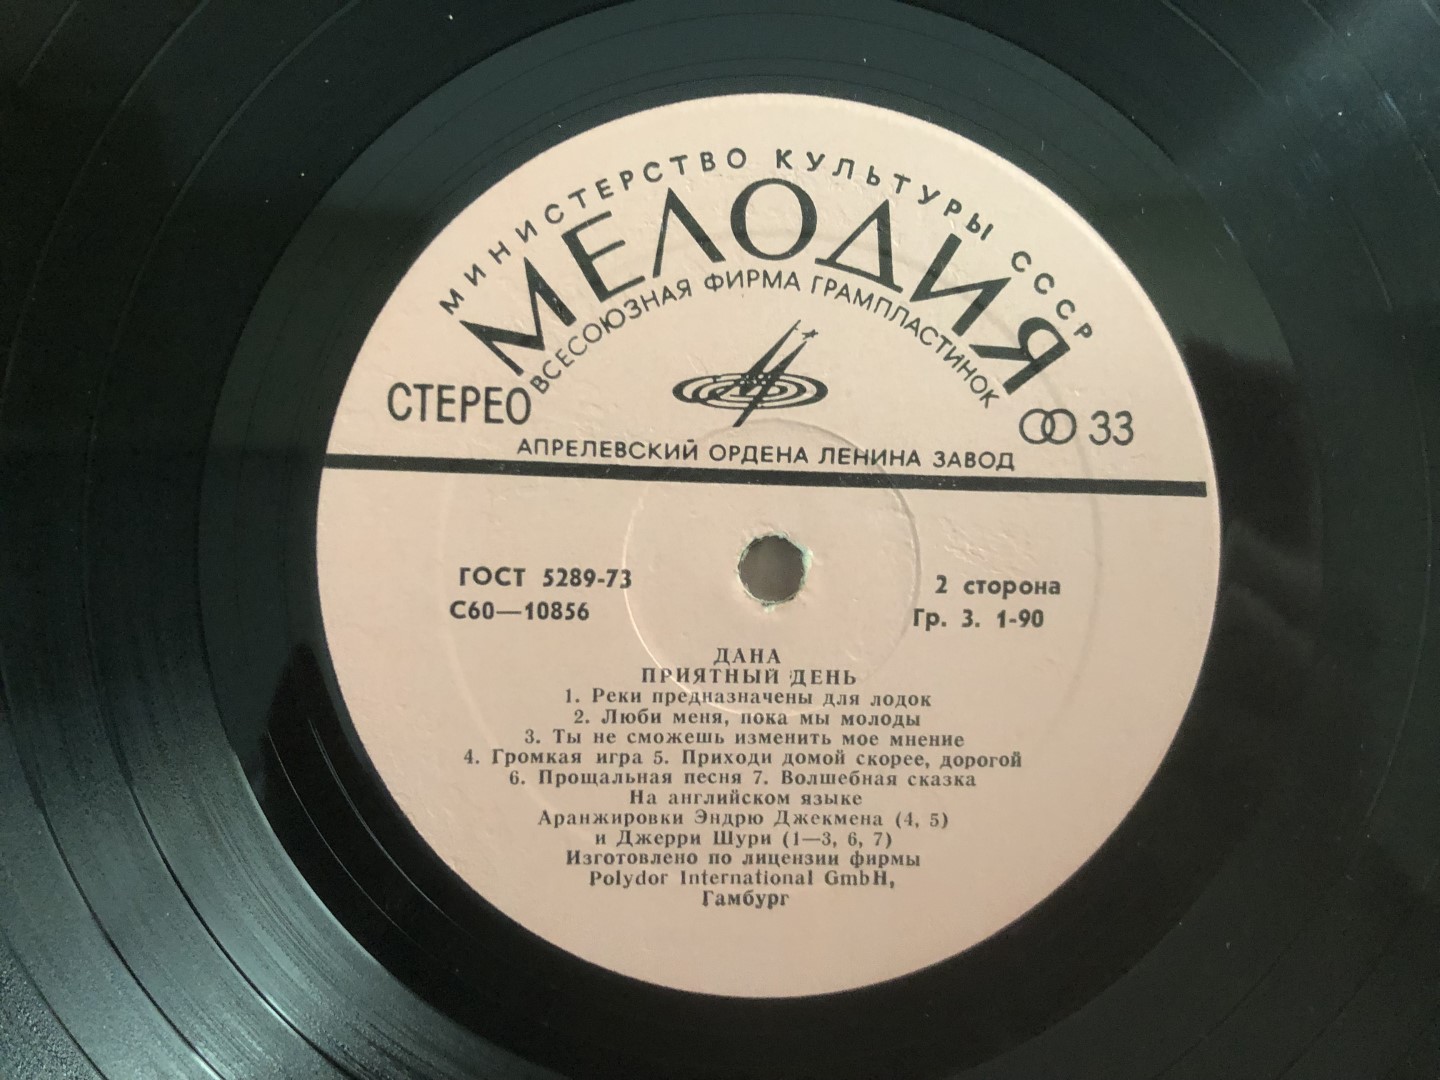 МИНИСТЕРСТВО КУЛЬТУРЫ СССР
МЕЛОДИЯ
ВСЕСОЮЗНАЯ ФИРМА ГРАМПЛАСТИНОК
СТЕРЕО
33
АПРЕЛЕВСКИЙ ОРДЕНА ЛЕНИНА ЗАВОД
ГОСТ 5289-73
2 сторона
С60—10856
Гр. 3. 1-90
ДАНА
ПРИЯТНЫЙ ДЕНЬ
1. Реки предназначены для лодок
2. Люби меня, пока мы молоды
3. Ты не сможешь изменить мое мнение
4. Громкая игра 5. Приходи домой скорее, дорогой
6. Прощальная песня 7. Волшебная сказка
На английском языке
Аранжировки Эндрю Джекмена (4, 5)
и Джерри Шури (1—3, 6, 7)
Изготовлено по лицензии фирмы
Polydor International GmbH,
Гамбург